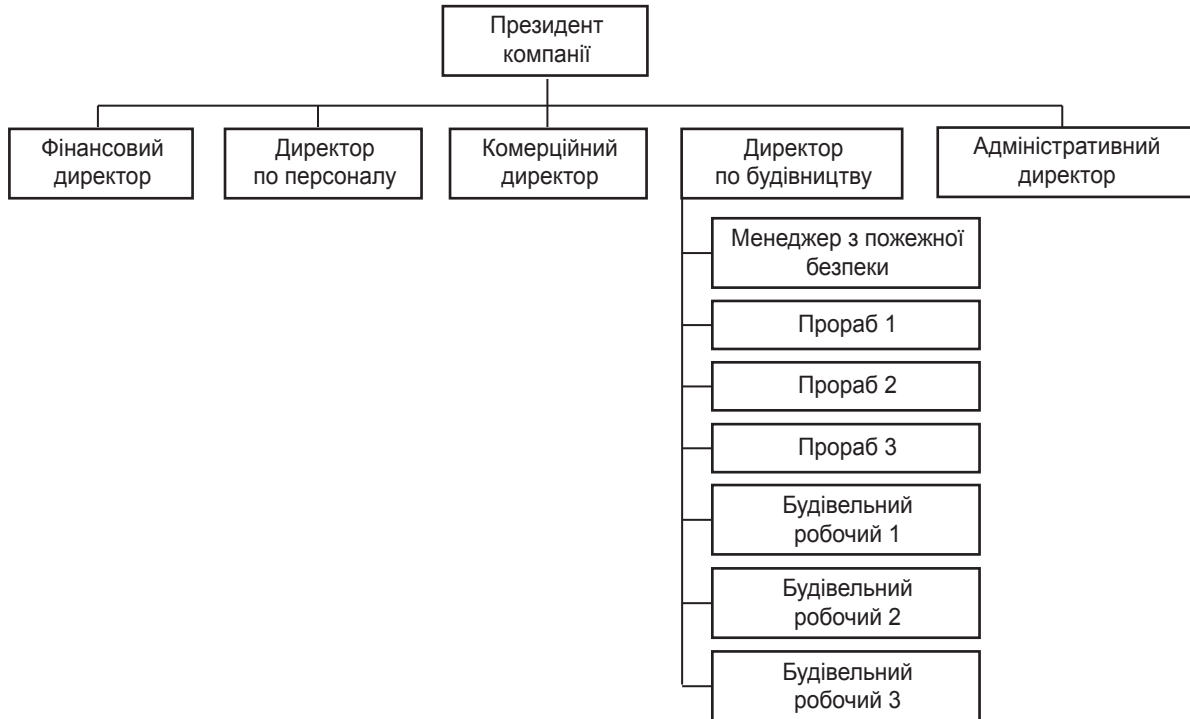 Президент
компанії
Фінансовий
директор
Директор
по персоналу
Комерційний
директор
Директор
по будівництву
Адміністративний
директор
Менеджер з пожежної
безпеки
Прораб 1
Прораб 2
Прораб 3
Будівельний
робочий 1
Будівельний
робочий 2
Будівельний
робочий 3